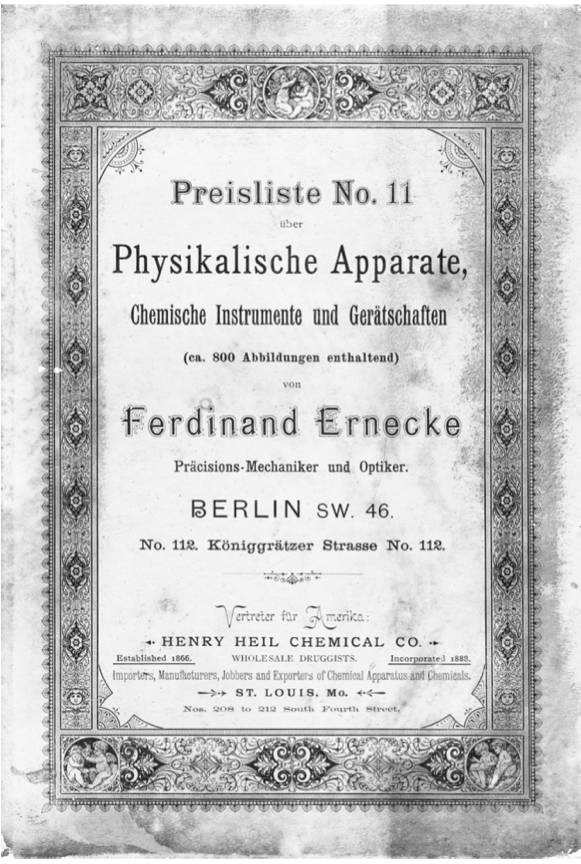 Preisliste No. 11
über
Physikalische Apparate,
Chemische Instrumente und Gerätschaften
(ca. 800 Abbildungen enthaltend)
von
Ferdinand Ernecke
Präcisions-Mechaniker und Optiker.
BERLIN SW. 46.
No. 112. Königgrätzer Strasse No. 112.
Vertreter für Amerika:
HENRY HEIL CHEMICAL CO.
Established 1866. WHOLESALE DRUGGISTS. Incorporated 1888.
Importers, Manufacturers, Jobbers and Exporters of Chemical Apparatus and Chemicals.
ST. LOUIS, Mo.
Nos. 208 to 212 South Fourth Street.